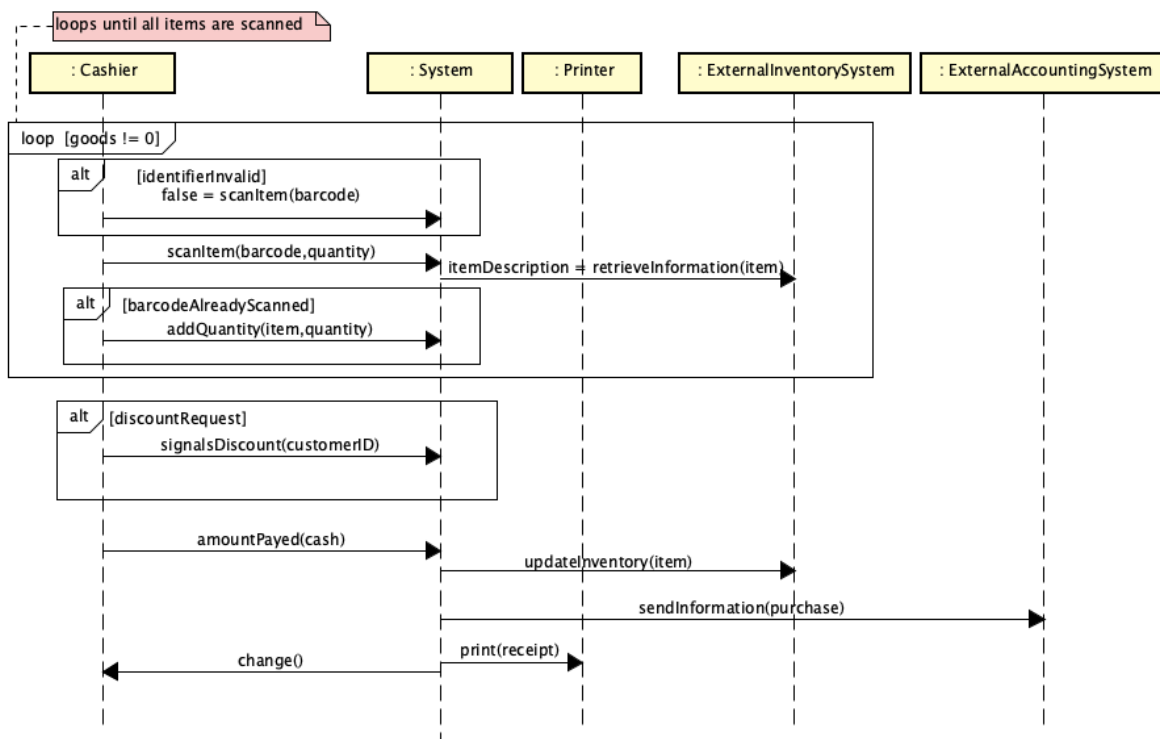 loops until all items are scanned
: Cashier
: System
: Printer
: ExternalInventorySystem
: ExternalAccountingSystem
loop [goods != 0]
alt
[identifierInvalid]
false = scanItem(barcode)
scanItem(barcode,quantity)
itemDescription = retrieveInformation(item)
alt
[barcodeAlreadyScanned]
addQuantity(item,quantity)
alt
[discountRequest]
signalsDiscount(customerID)
amountPayed(cash)
updateInventory(item)
sendInformation(purchase)
print(receipt)
change()